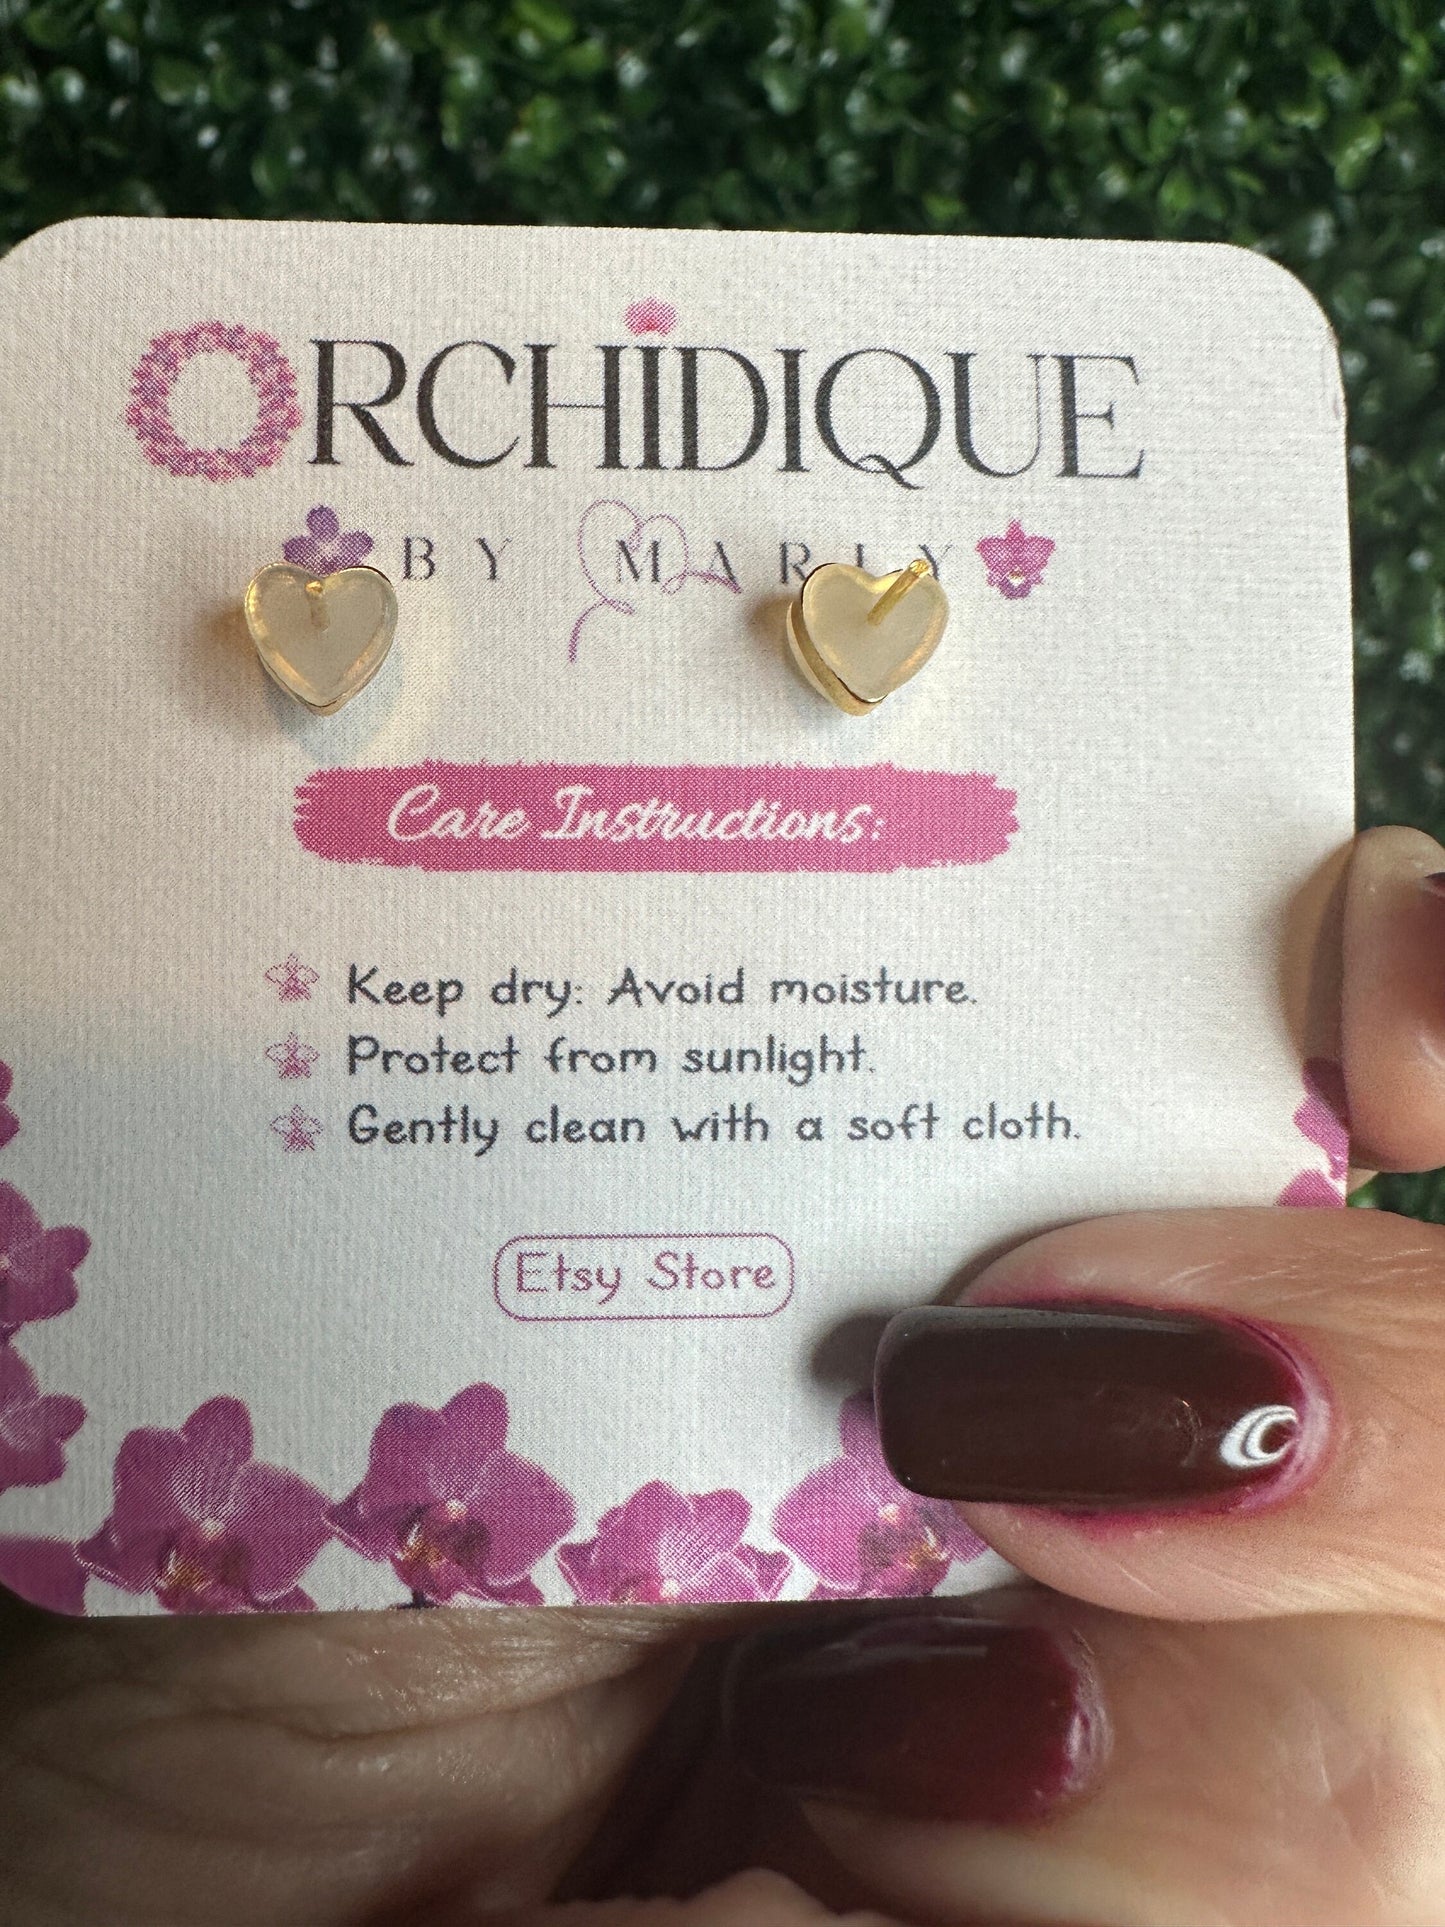 ORCHIDIQUE
BY MARLY
Care Instructions:
Keep dry: Avoid moisture.
Protect from sunlight.
Gently clean with a soft cloth.
Etsy Store